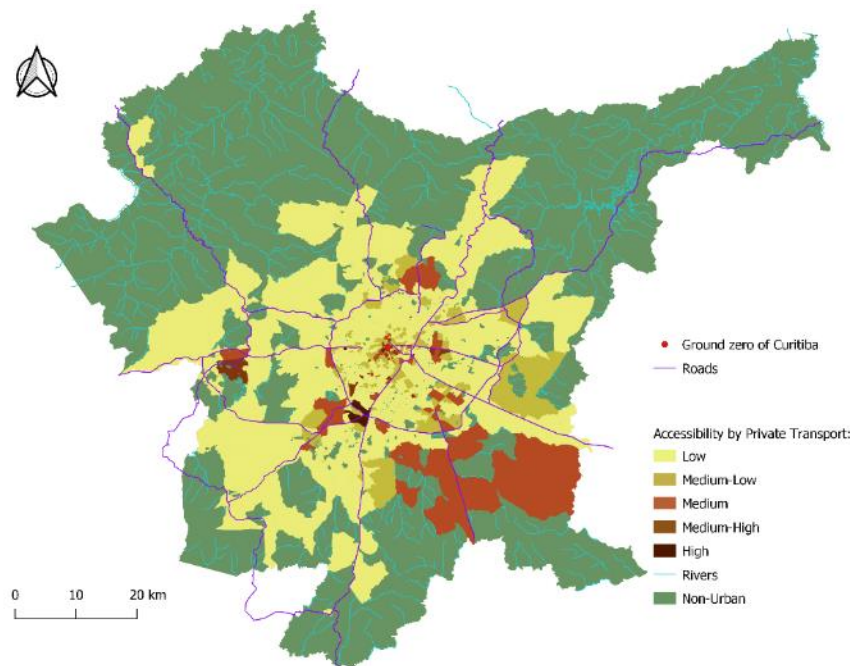 Ground zero of Curitiba
Roads
Accessibility by Private Transport:
Low
Medium-Low
Medium
Medium-High
High
Rivers
Non-Urban
0 10 20 km